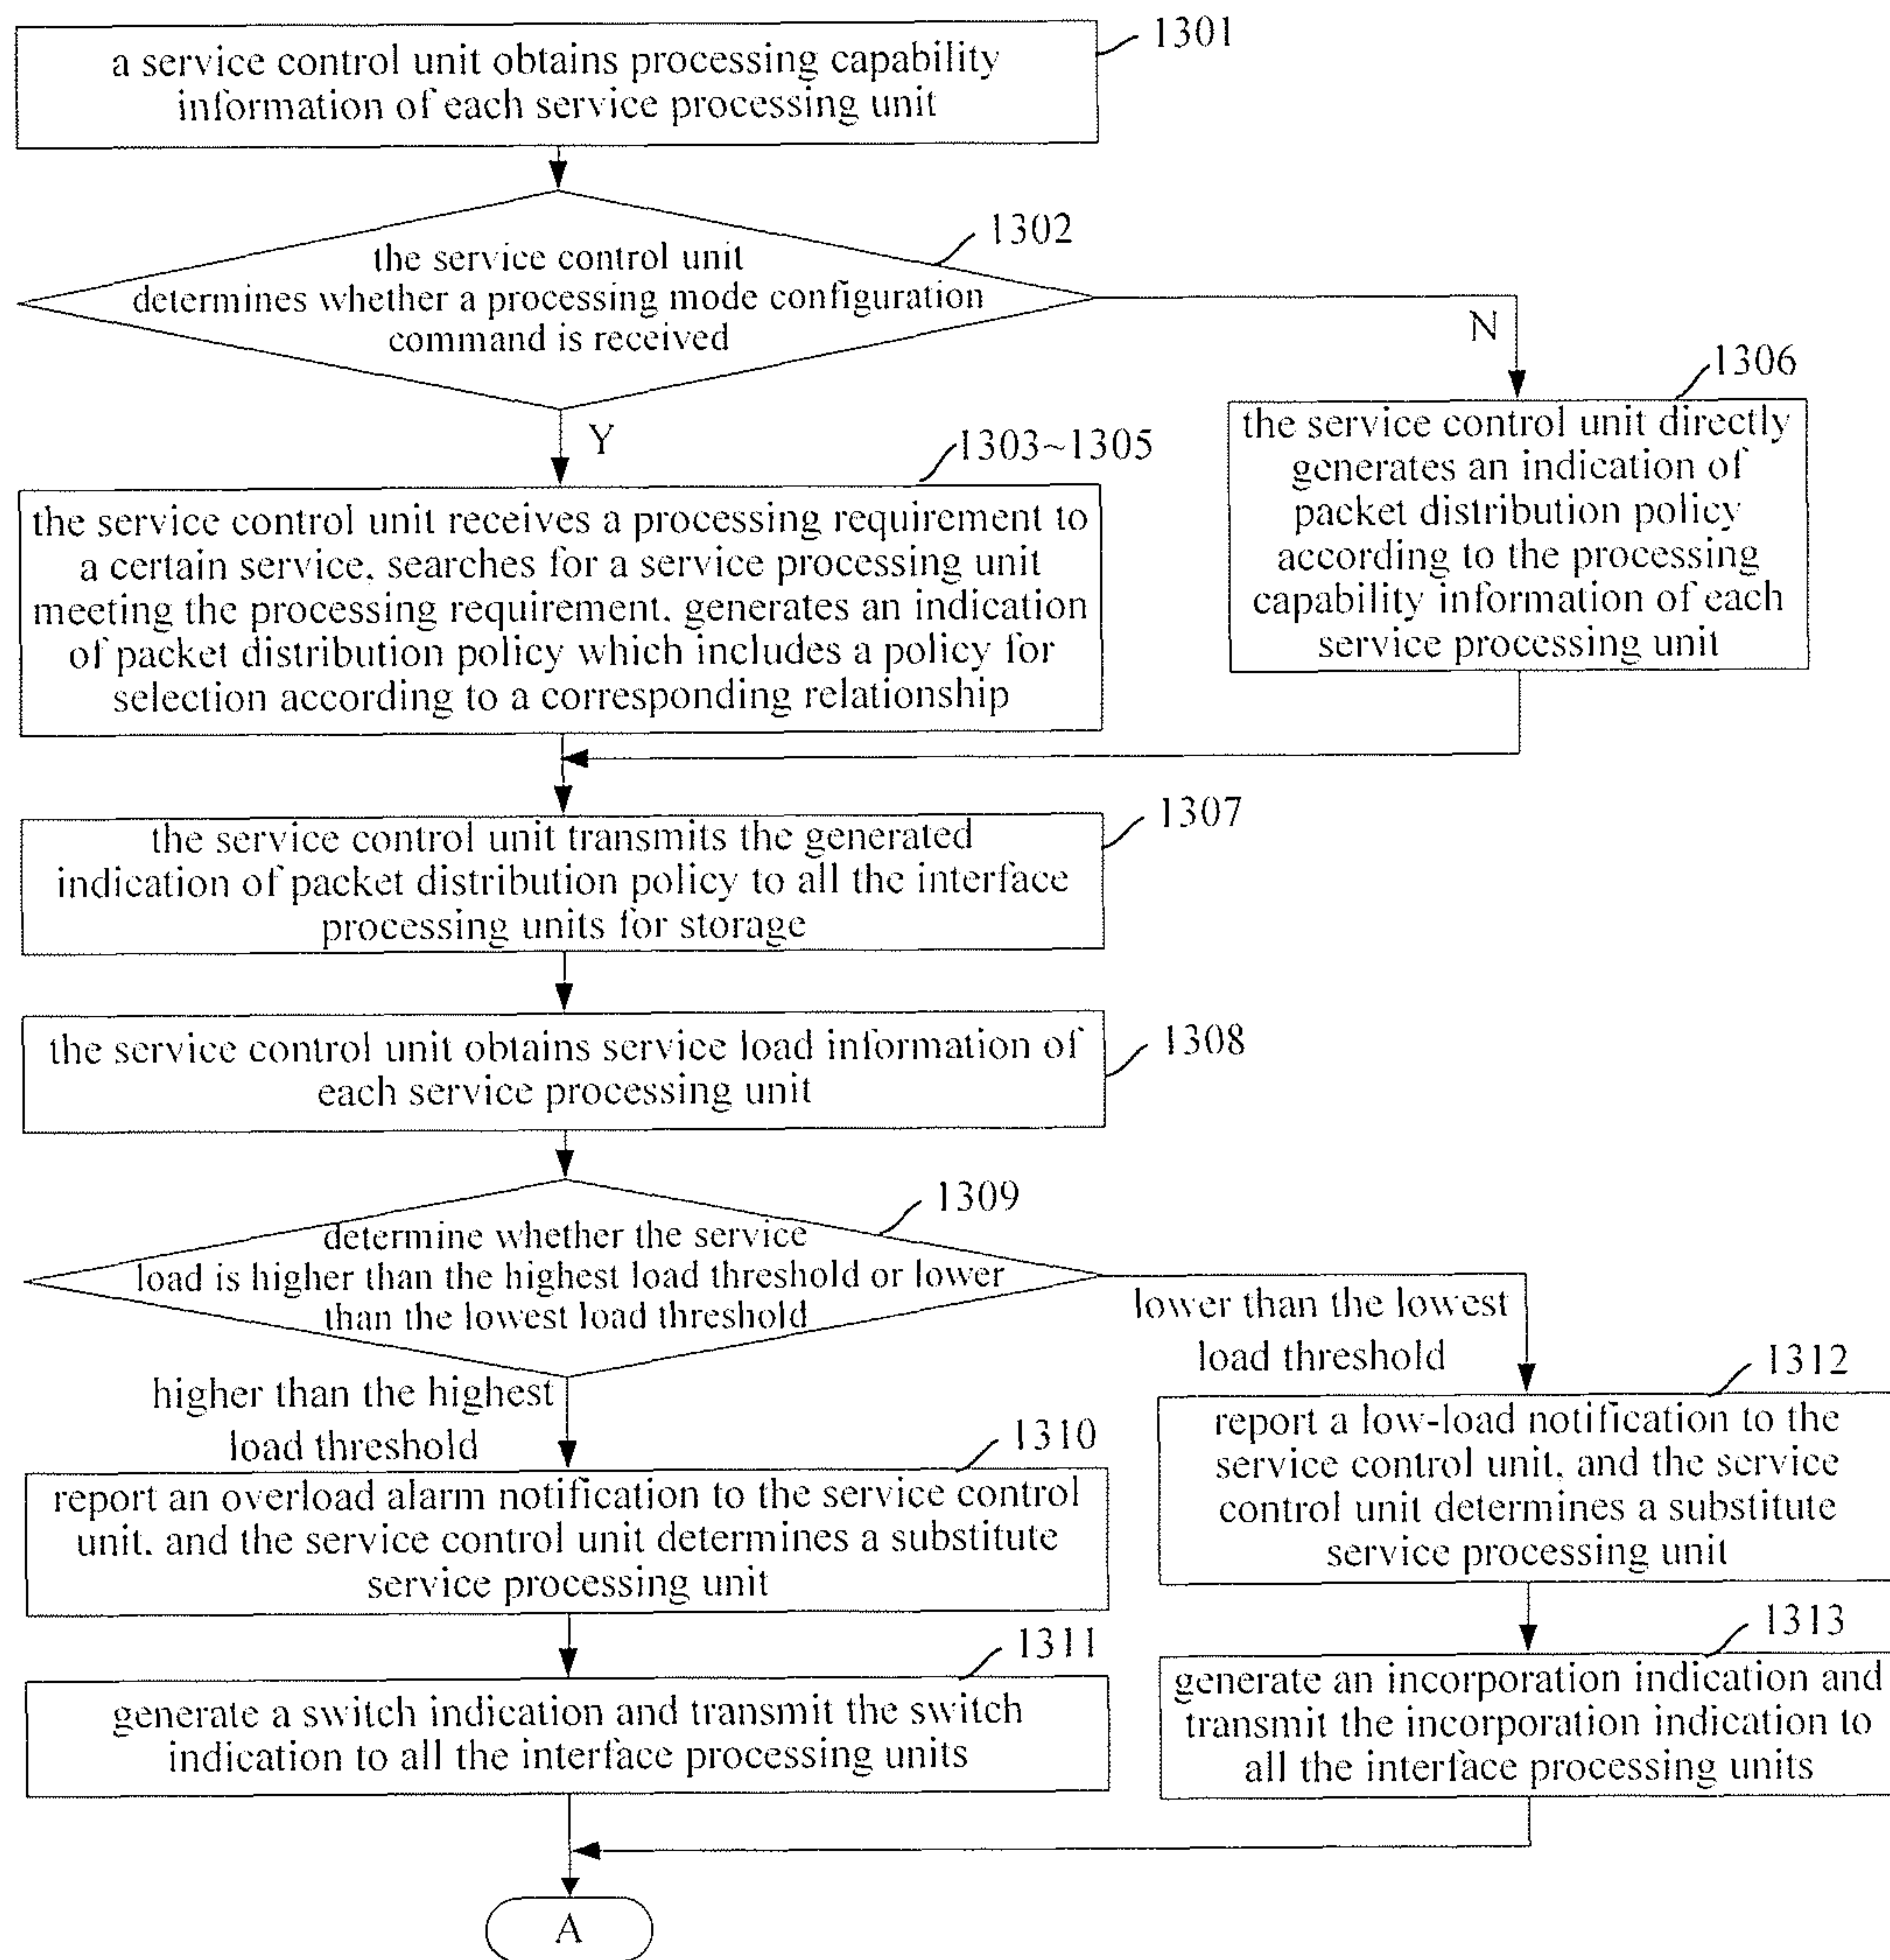 1301
a service control unit obtains processing capability
information of each service processing unit
1302
the service control unit
determines whether a processing mode configuration
command is received
N
Y
1306
the service control unit directly
generates an indication of
packet distribution policy
according to the processing
capability information of each
service processing unit
1303~1305
the service control unit receives a processing requirement to
a certain service, searches for a service processing unit
meeting the processing requirement, generates an indication
of packet distribution policy which includes a policy for
selection according to a corresponding relationship
1307
the service control unit transmits the generated
indication of packet distribution policy to all the interface
processing units for storage
1308
the service control unit obtains service load information of
each service processing unit
1309
determine whether the service
load is higher than the highest load threshold or lower
than the lowest load threshold
lower than the lowest
load threshold
higher than the highest
load threshold
1310
report an overload alarm notification to the service control
unit, and the service control unit determines a substitute
service processing unit
1312
report a low-load notification to the
service control unit, and the service
control unit determines a substitute
service processing unit
1311
generate a switch indication and transmit the switch
indication to all the interface processing units
1313
generate an incorporation indication and
transmit the incorporation indication to
all the interface processing units
A